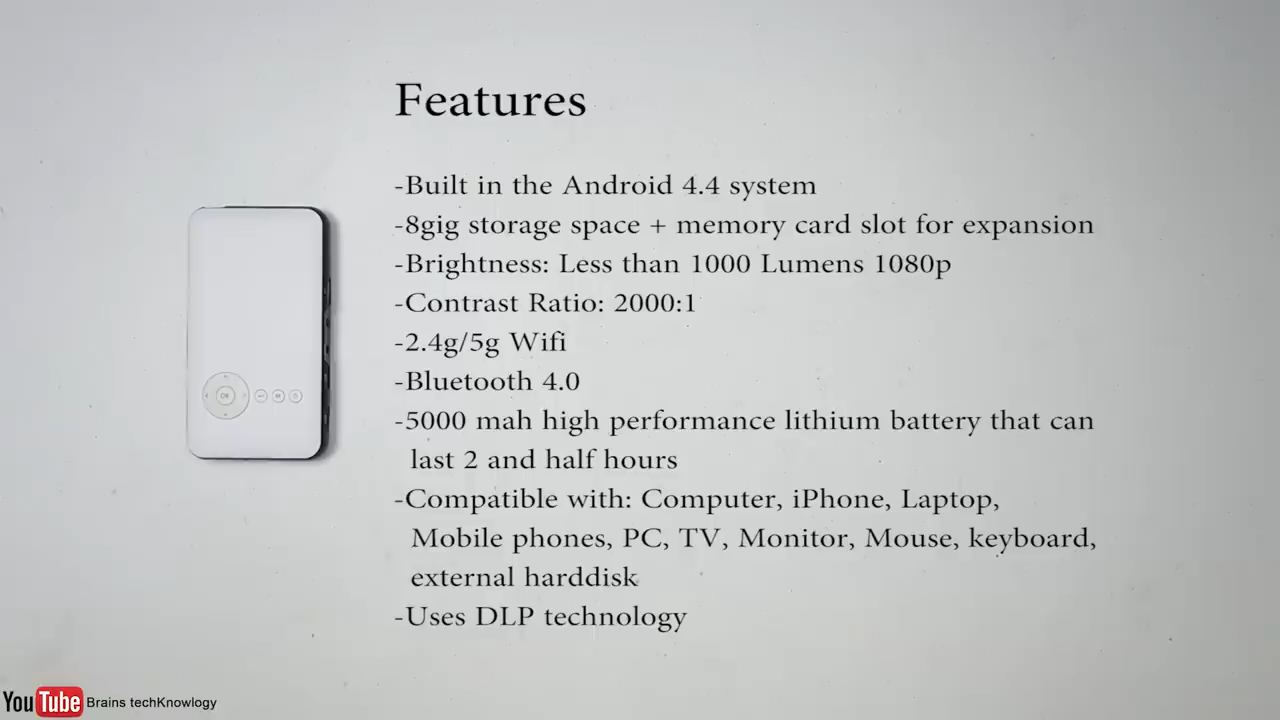 Features
-Built in the Android 4.4 system
-8gig storage space + memory card slot for expansion
-Brightness: Less than 1000 Lumens 1080p
-Contrast Ratio: 2000:1
-2.4g/5g Wifi
-Bluetooth 4.0
-5000 mah high performance lithium battery that can
last 2 and half hours
-Compatible with: Computer, iPhone, Laptop,
Mobile phones, PC, TV, Monitor, Mouse, keyboard,
external harddisk
-Uses DLP technology
OK
YouTube Brains techKnowlogy